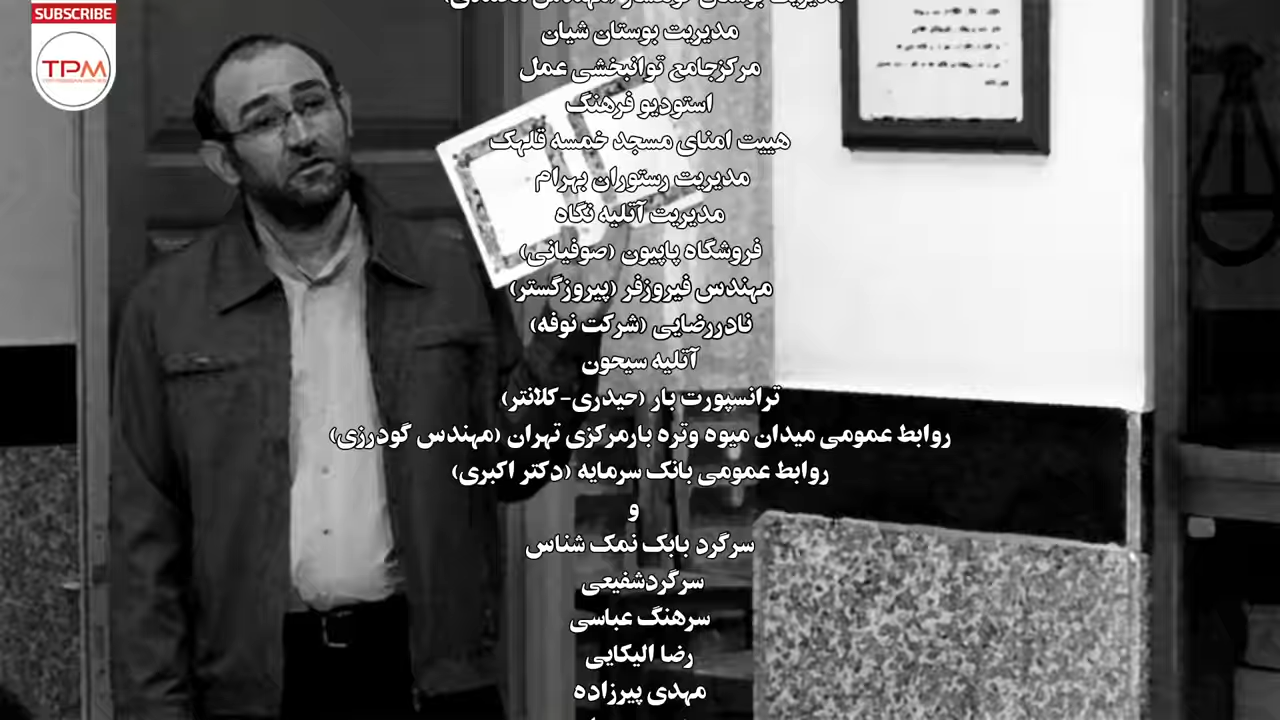 SUBSCRIBE
TPM
مدیریت بوستان شیان
مرکزجامع توانبخشی عمل
استودیو فرهنگ
هییت امنای مسجد خمسه قلهک
مدیریت رستوران بهرام
مدیریت آتلیه نگاه
فروشگاه پاپیون (صوفیانی)
مهندس فیروزفر (پیروزگستر)
نادررضایی (شرکت نوفه)
آتلیه سیحون
ترانسپورت بار (حیدری-کلانتر)
روابط عمومی میدان میوه وتره بارمرکزی تهران (مهندس گودرزی)
روابط عمومی بانک سرمایه (دکتر اکبری)
و
سرگرد بابک نمک شناس
سرگردشفیعی
سرهنگ عباسی
رضا الیکایی
مهدی پیرزاده